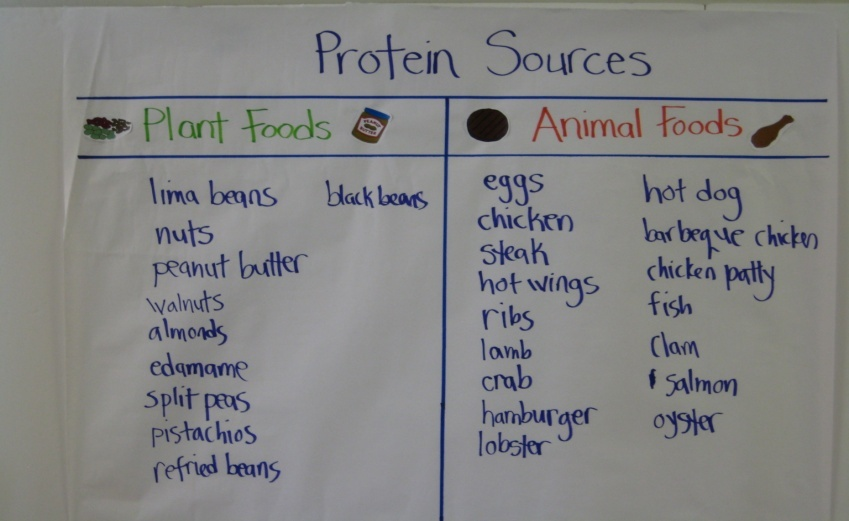 Protein Sources
Plant Foods
PEANUT
BUTTER
lima beans
nuts
peanut butter
walnuts
almonds
edamame
split peas
pistachios
refried beans
black beans
Animal Foods
eggs
chicken
steak
hot wings
ribs
lamb
crab
hamburger
lobster
hot dog
barbeque chicken
chicken patty
fish
Clam
salmon
oyster